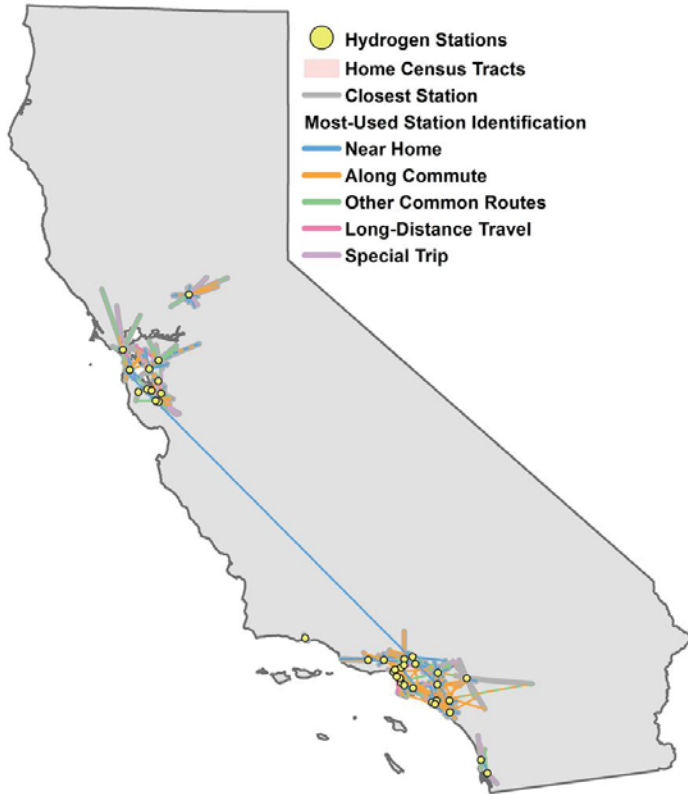 Hydrogen Stations
Home Census Tracts
Closest Station
Most-Used Station Identification
Near Home
Along Commute
Other Common Routes
Long-Distance Travel
Special Trip